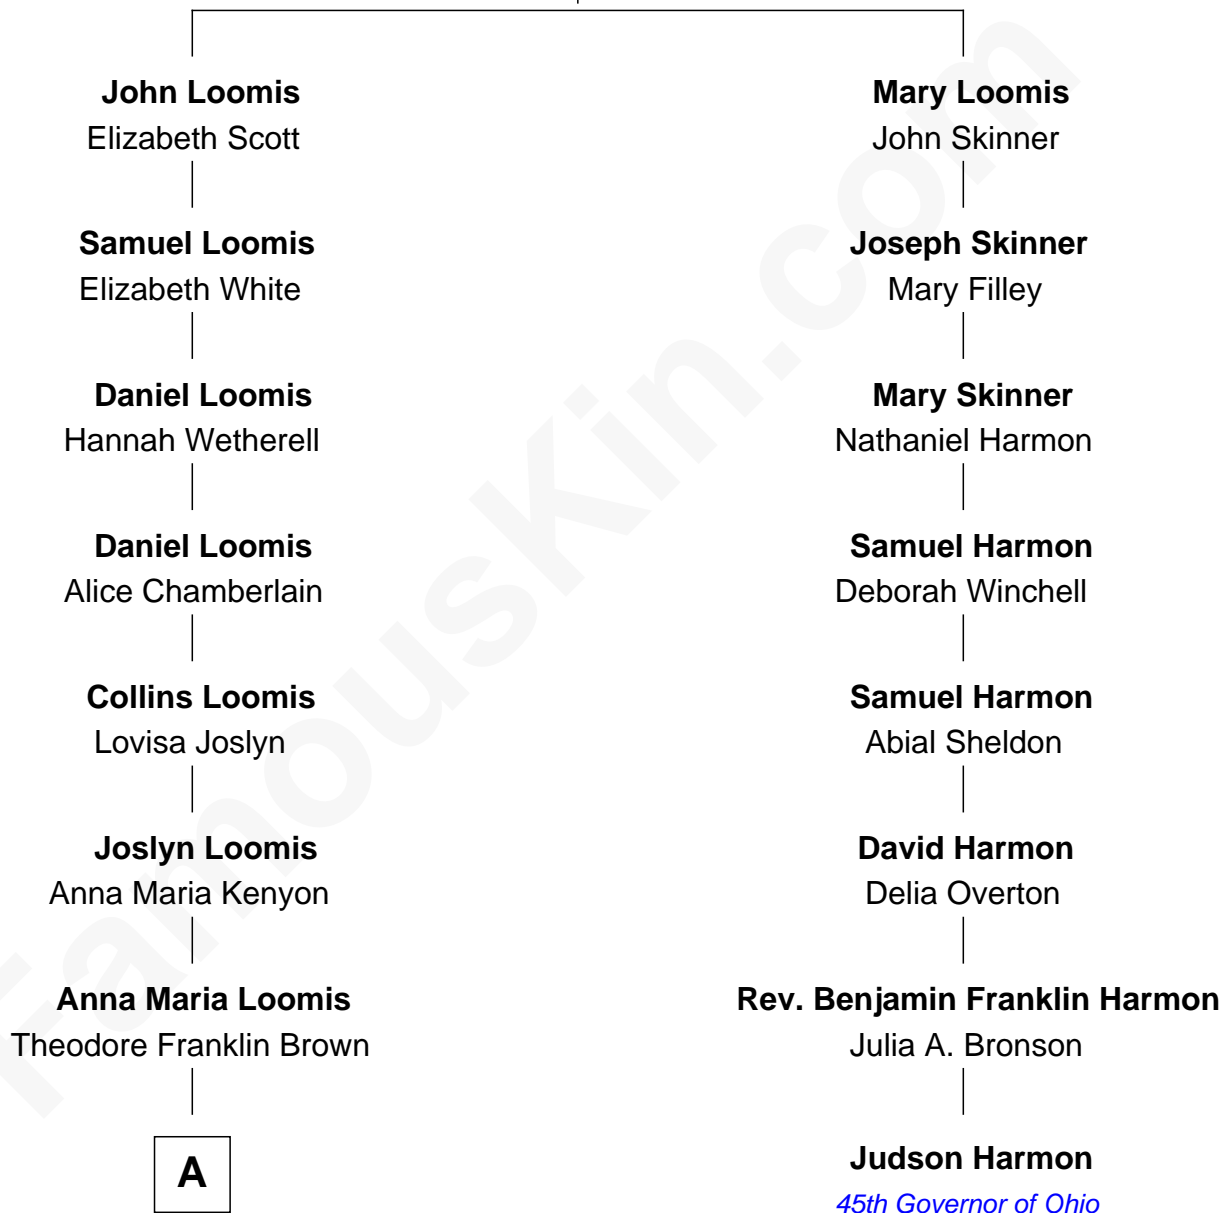 John Loomis
Elizabeth Scott
Samuel Loomis
Elizabeth White
Daniel Loomis
Hannah Wetherell
Daniel Loomis
Alice Chamberlain
Collins Loomis
Lovisa Joslyn
Joslyn Loomis
Anna Maria Kenyon
Anna Maria Loomis
Theodore Franklin Brown
A
Mary Loomis
John Skinner
Joseph Skinner
Mary Filley
Mary Skinner
Nathaniel Harmon
Samuel Harmon
Deborah Winchell
Samuel Harmon
Abial Sheldon
David Harmon
Delia Overton
Rev. Benjamin Franklin Harmon
Julia A. Bronson
Judson Harmon
45th Governor of Ohio
FamousKin.com